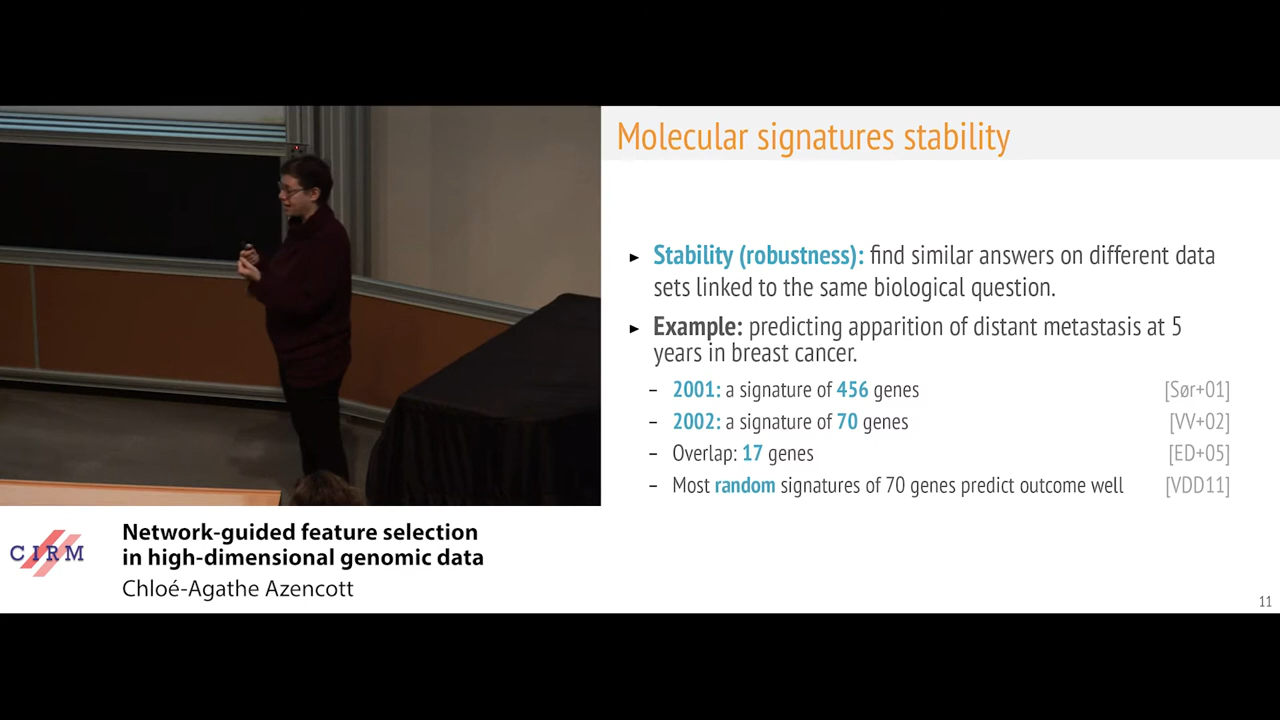 Molecular signatures stability
► Stability (robustness): find similar answers on different data
sets linked to the same biological question.
► Example: predicting apparition of distant metastasis at 5
years in breast cancer.
– 2001: a signature of 456 genes [Sør+01]
– 2002: a signature of 70 genes [VV+02]
– Overlap: 17 genes [ED+05]
– Most random signatures of 70 genes predict outcome well [VDD11]
CIRM
Network-guided feature selection
in high-dimensional genomic data
Chloé-Agathe Azencott
11